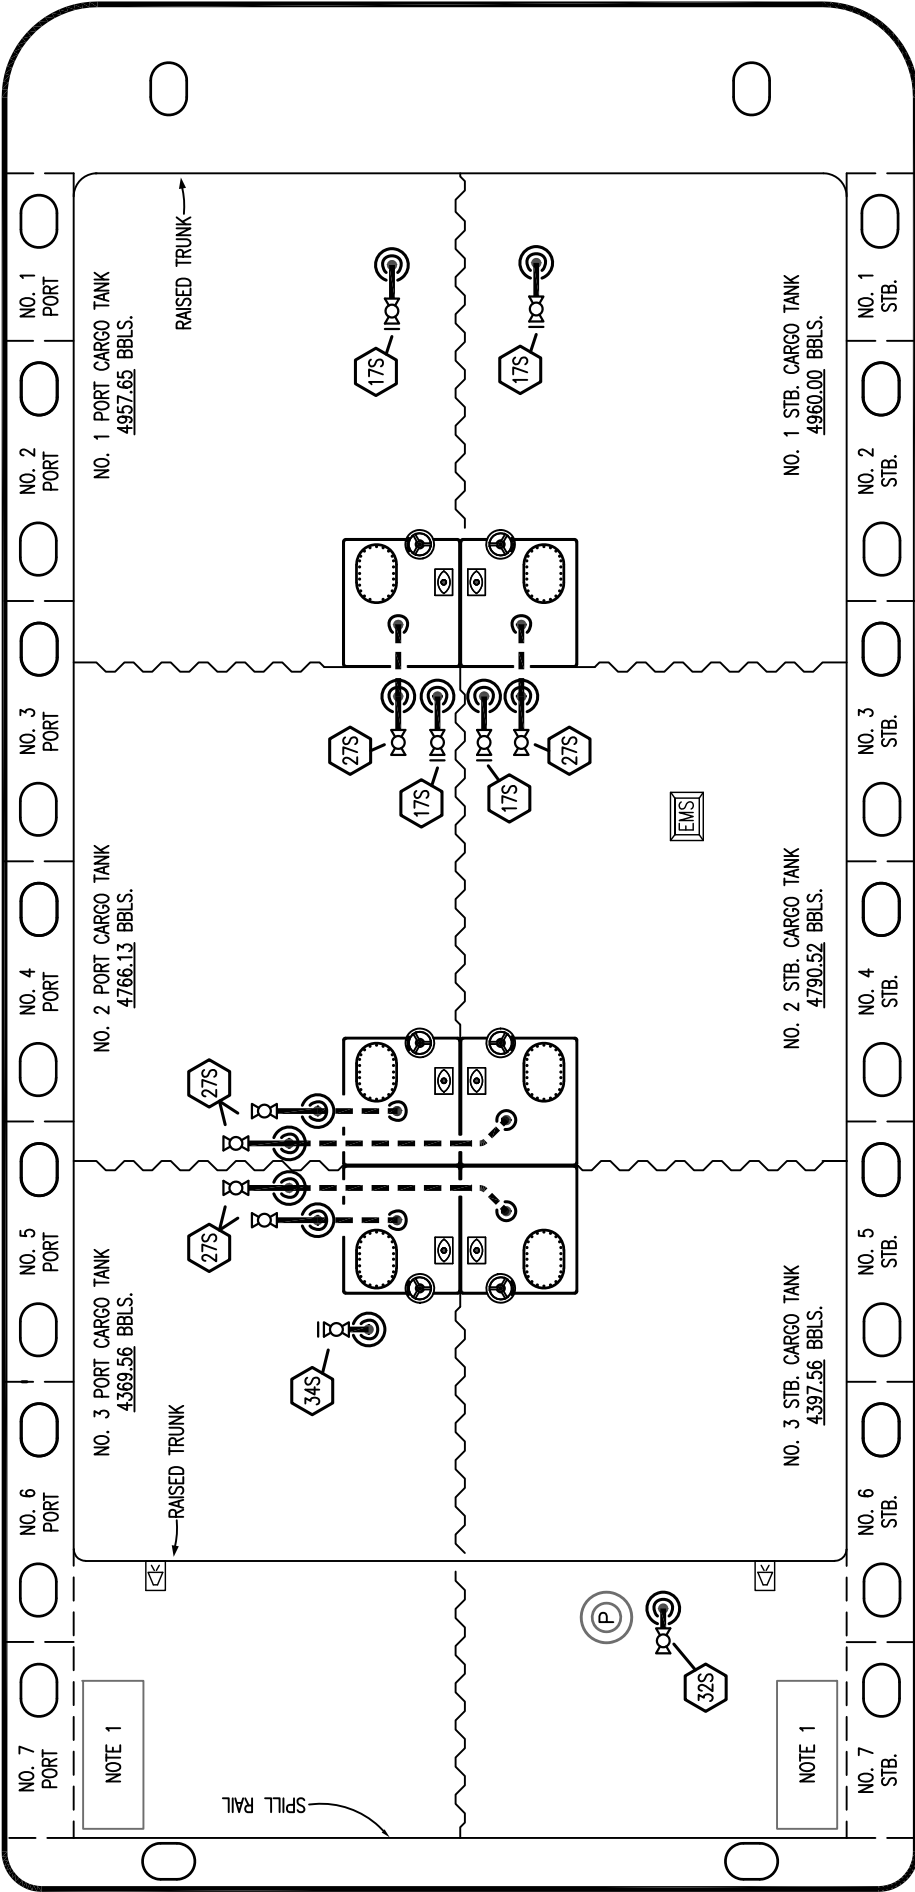 RAISED TRUNK
NO. 1
PORT
NO. 1 PORT CARGO TANK
4957.65 BBLS.
17S
17S
NO. 1 STB. CARGO TANK
4960.00 BBLS.
NO. 1
STB.
NO. 2
PORT
NO. 2
STB.
NO. 3
PORT
27S
17S
17S
27S
NO. 3
STB.
EMS
NO. 2 PORT CARGO TANK
4766.13 BBLS.
NO. 2 STB. CARGO TANK
4790.52 BBLS.
NO. 4
PORT
NO. 4
STB.
27S
27S
NO. 5
PORT
NO. 5
STB.
NO. 3 PORT CARGO TANK
4369.56 BBLS.
34S
NO. 3 STB. CARGO TANK
4397.56 BBLS.
RAISED TRUNK
NO. 6
PORT
NO. 6
STB.
P
32S
NO. 7
PORT
NOTE 1
SPILL RAIL
NOTE 1
NO. 7
STB.